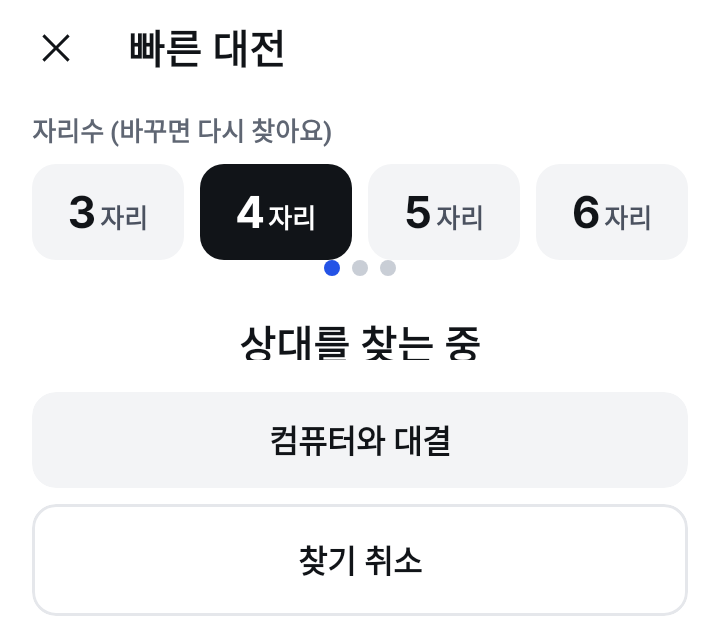 빠른 대전
자리수 (바꾸면 다시 찾아요)
3자리 4자리 5자리 6자리
상대를 찾는 중
컴퓨터와 대결
찾기 취소